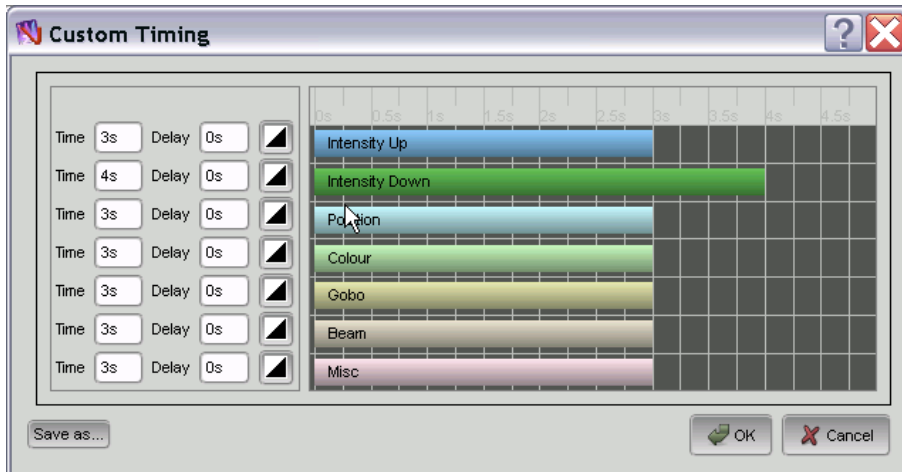 Custom Timing
0s 0.5s 1s 1.5s 2s 2.5s 3s 3.5s 4s 4.5s
Time 3s Delay 0s Intensity Up
Time 4s Delay 0s Intensity Down
Time 3s Delay 0s Position
Time 3s Delay 0s Colour
Time 3s Delay 0s Gobo
Time 3s Delay 0s Beam
Time 3s Delay 0s Misc
Save as... OK Cancel